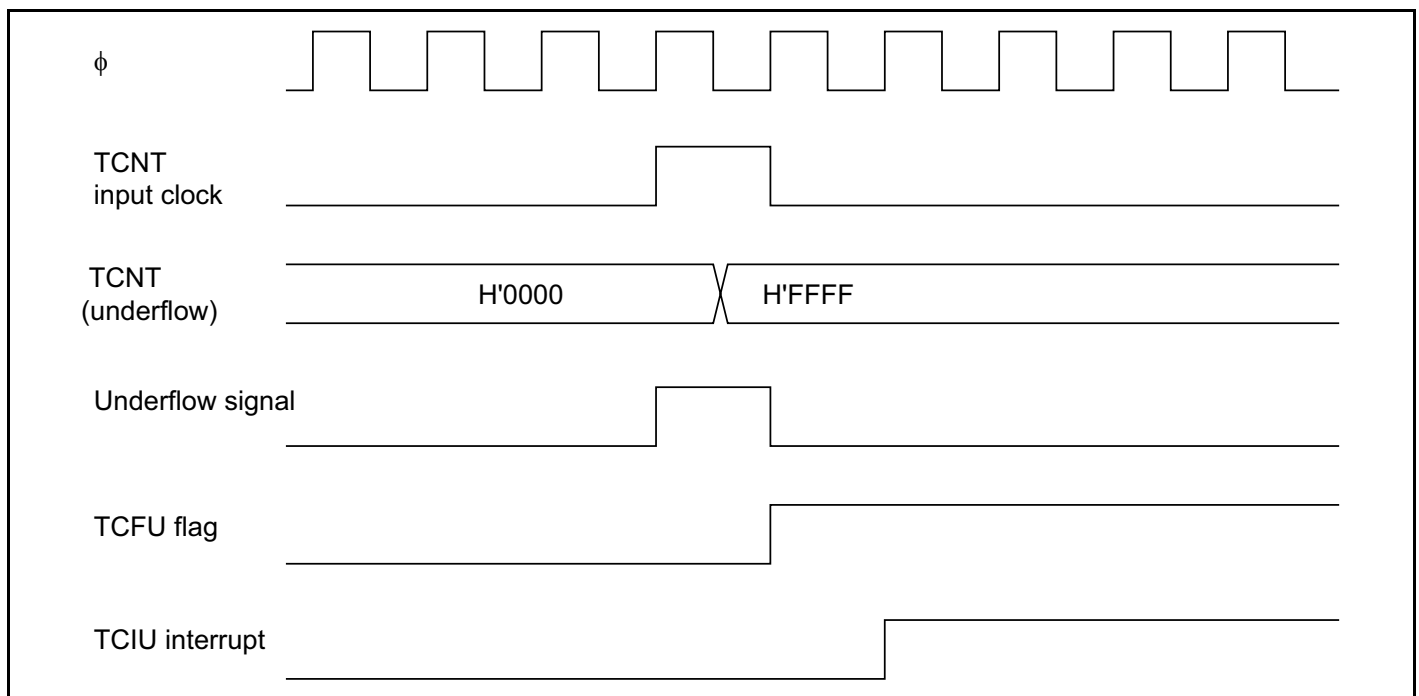 ϕ
TCNT
input clock
TCNT
(underflow)
H'0000
H'FFFF
Underflow signal
TCFU flag
TCIU interrupt